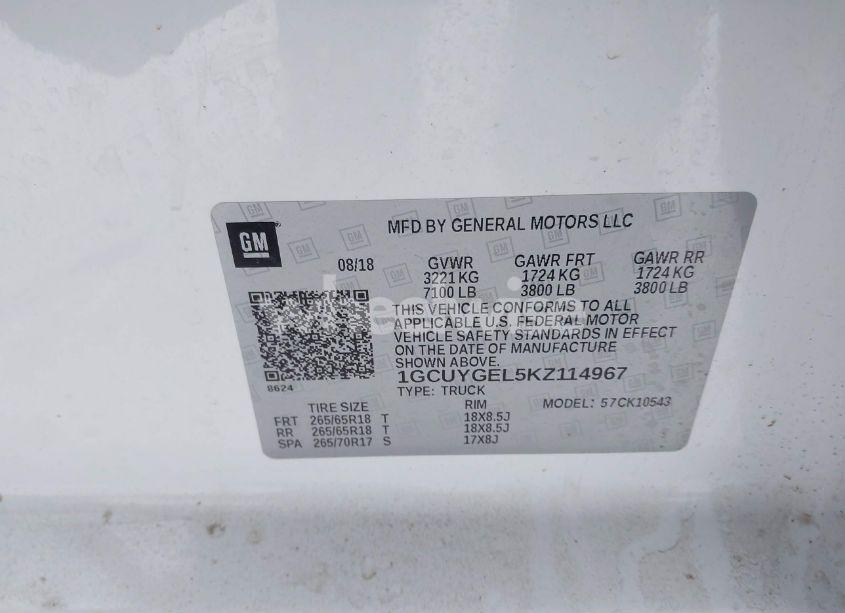 GM
MFD BY GENERAL MOTORS LLC
08/18 GVWR GAWR FRT GAWR RR
3221 KG 1724 KG 1724 KG
7100 LB 3800 LB 3800 LB
THIS VEHICLE CONFORMS TO ALL
APPLICABLE U.S. FEDERAL MOTOR
VEHICLE SAFETY STANDARDS IN EFFECT
ON THE DATE OF MANUFACTURE
SHOWN ABOVE.
8624
1GCUYGEL5KZ114967
TYPE: TRUCK MODEL: 57CK10543
TIRE SIZE RIM
FRT 265/65R18 T 18X8.5J
RR 265/65R18 T 18X8.5J
SPA 265/70R17 S 17X8J